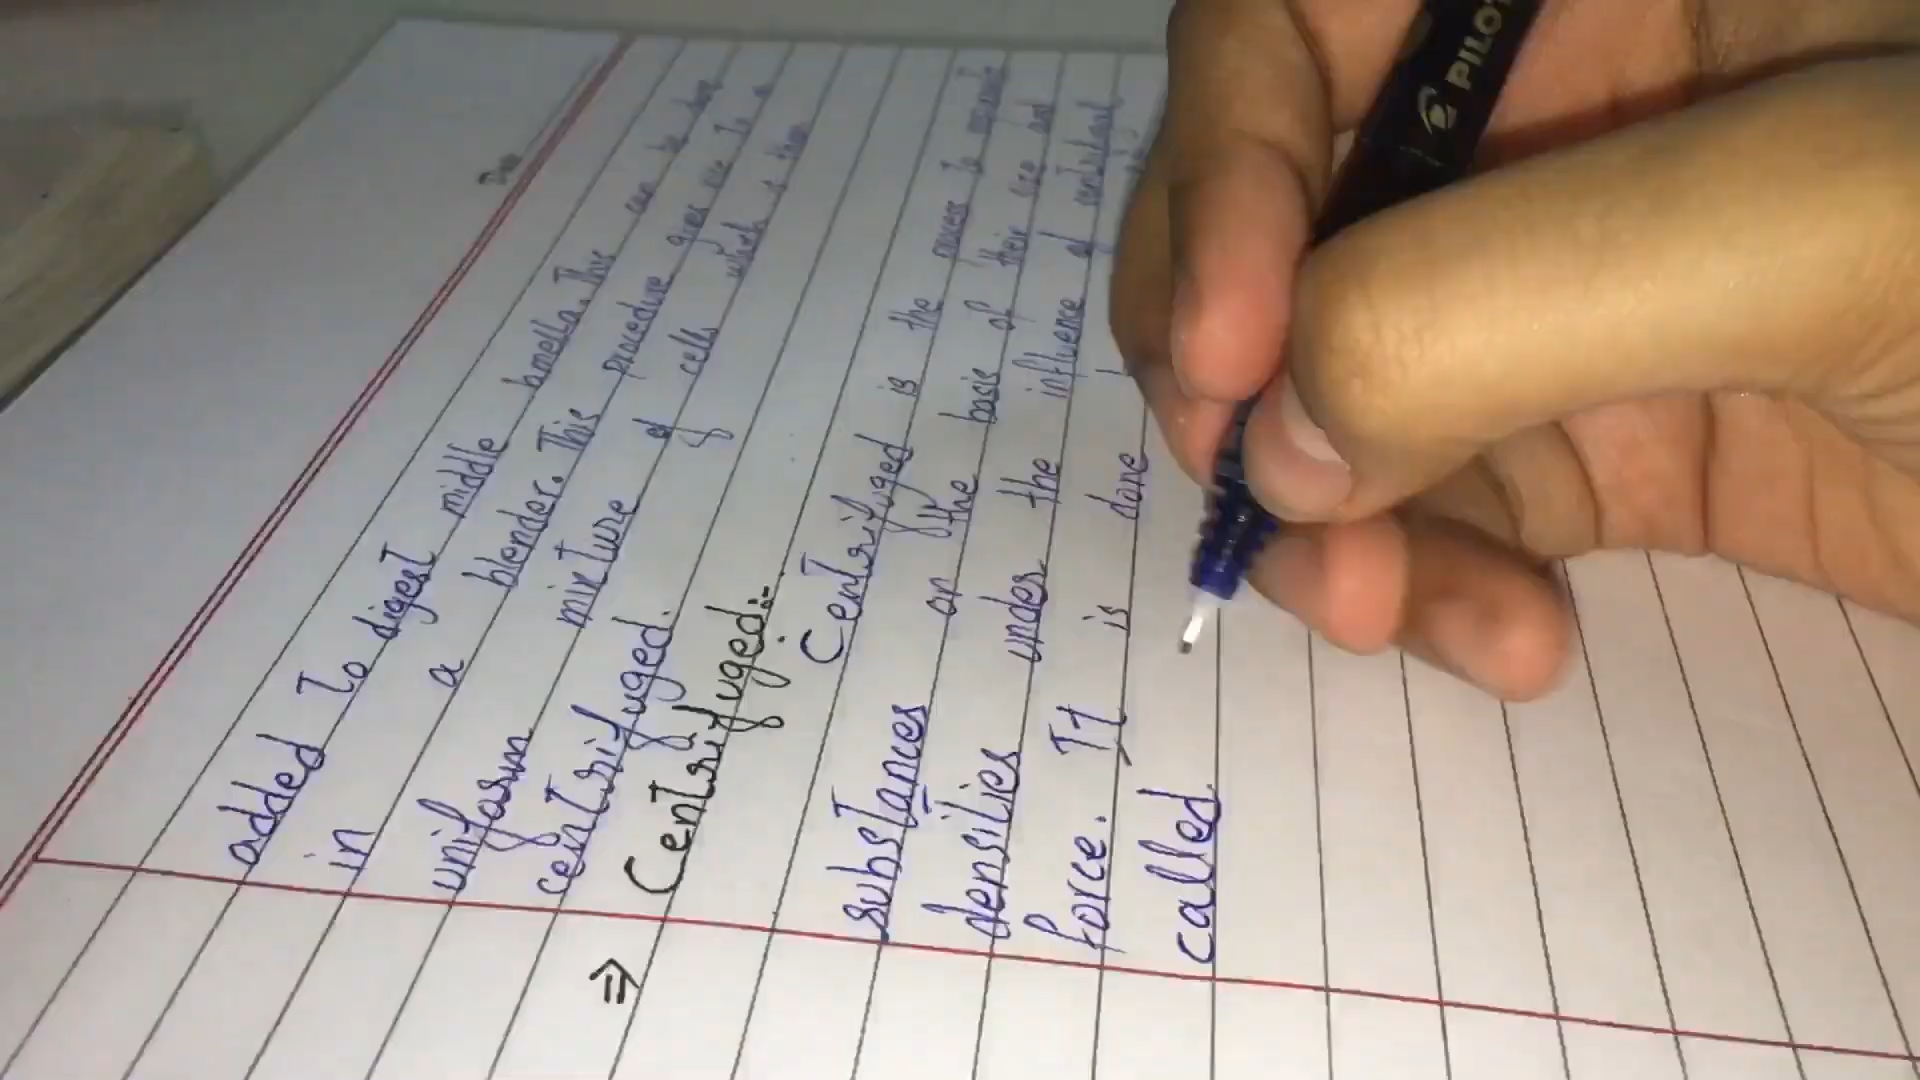 Date
added to digest middle lamella. This can be done
in a blender. This procedure gives rise to a
uniform mixture of cells which is then
centrifuged.
⇒ Centrifuged:-
Centrifuged is the process to
substances on the basis of their size and
densities under the influence of centrifugal
force. It is done
called
PILOT